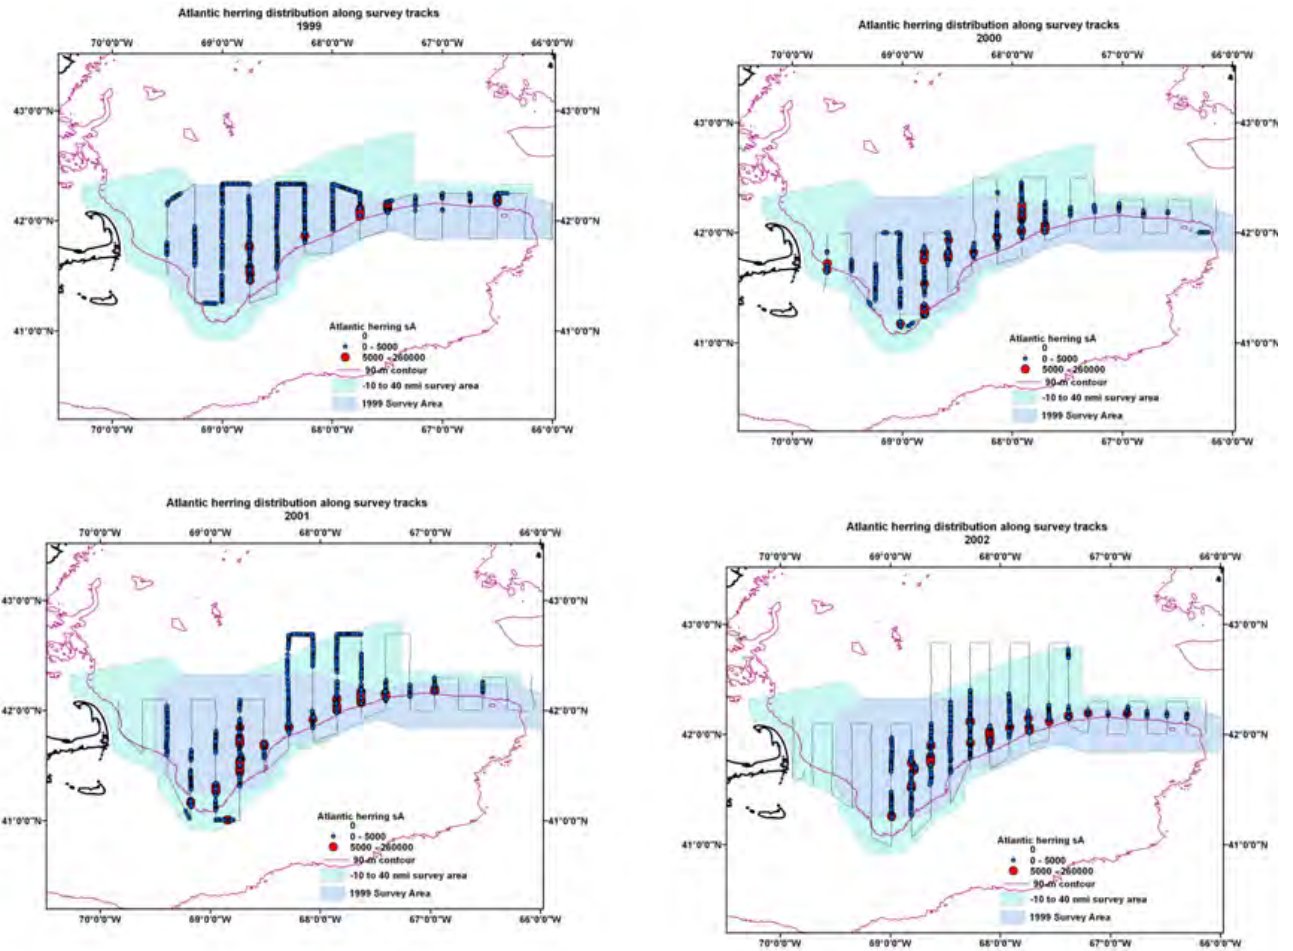 Atlantic herring distribution along survey tracks
1999
70°0'0"W 69°0'0"W 68°0'0"W 67°0'0"W 66°0'0"W
43°0'0"N
42°0'0"N
41°0'0"N
Atlantic herring sA
0
0 - 5000
5000 - 260000
90-m contour
-10 to 40 nmi survey area
1999 Survey Area
70°0'0"W 69°0'0"W 68°0'0"W 67°0'0"W 66°0'0"W
Atlantic herring distribution along survey tracks
2000
70°0'0"W 69°0'0"W 68°0'0"W 67°0'0"W 66°0'0"W
43°0'0"N 43°0'0"N
42°0'0"N 42°0'0"N
41°0'0"N 41°0'0"N
Atlantic herring sA
0
0 - 5000
5000 - 260000
90-m contour
-10 to 40 nmi survey area
1999 Survey Area
70°0'0"W 69°0'0"W 68°0'0"W 67°0'0"W 66°0'0"W
Atlantic herring distribution along survey tracks
2001
70°0'0"W 69°0'0"W 68°0'0"W 67°0'0"W 66°0'0"W
43°0'0"N 43°0'0"N
42°0'0"N 42°0'0"N
41°0'0"N 41°0'0"N
Atlantic herring sA
0
0 - 5000
5000 - 260000
90-m contour
-10 to 40 nmi survey area
1999 Survey Area
70°0'0"W 69°0'0"W 68°0'0"W 67°0'0"W 66°0'0"W
Atlantic herring distribution along survey tracks
2002
70°0'0"W 69°0'0"W 68°0'0"W 67°0'0"W 66°0'0"W
43°0'0"N 43°0'0"N
42°0'0"N 42°0'0"N
41°0'0"N 41°0'0"N
Atlantic herring sA
0
0 - 5000
5000 - 260000
90-m contour
-10 to 40 nmi survey area
1999 Survey Area
70°0'0"W 69°0'0"W 68°0'0"W 67°0'0"W 66°0'0"W